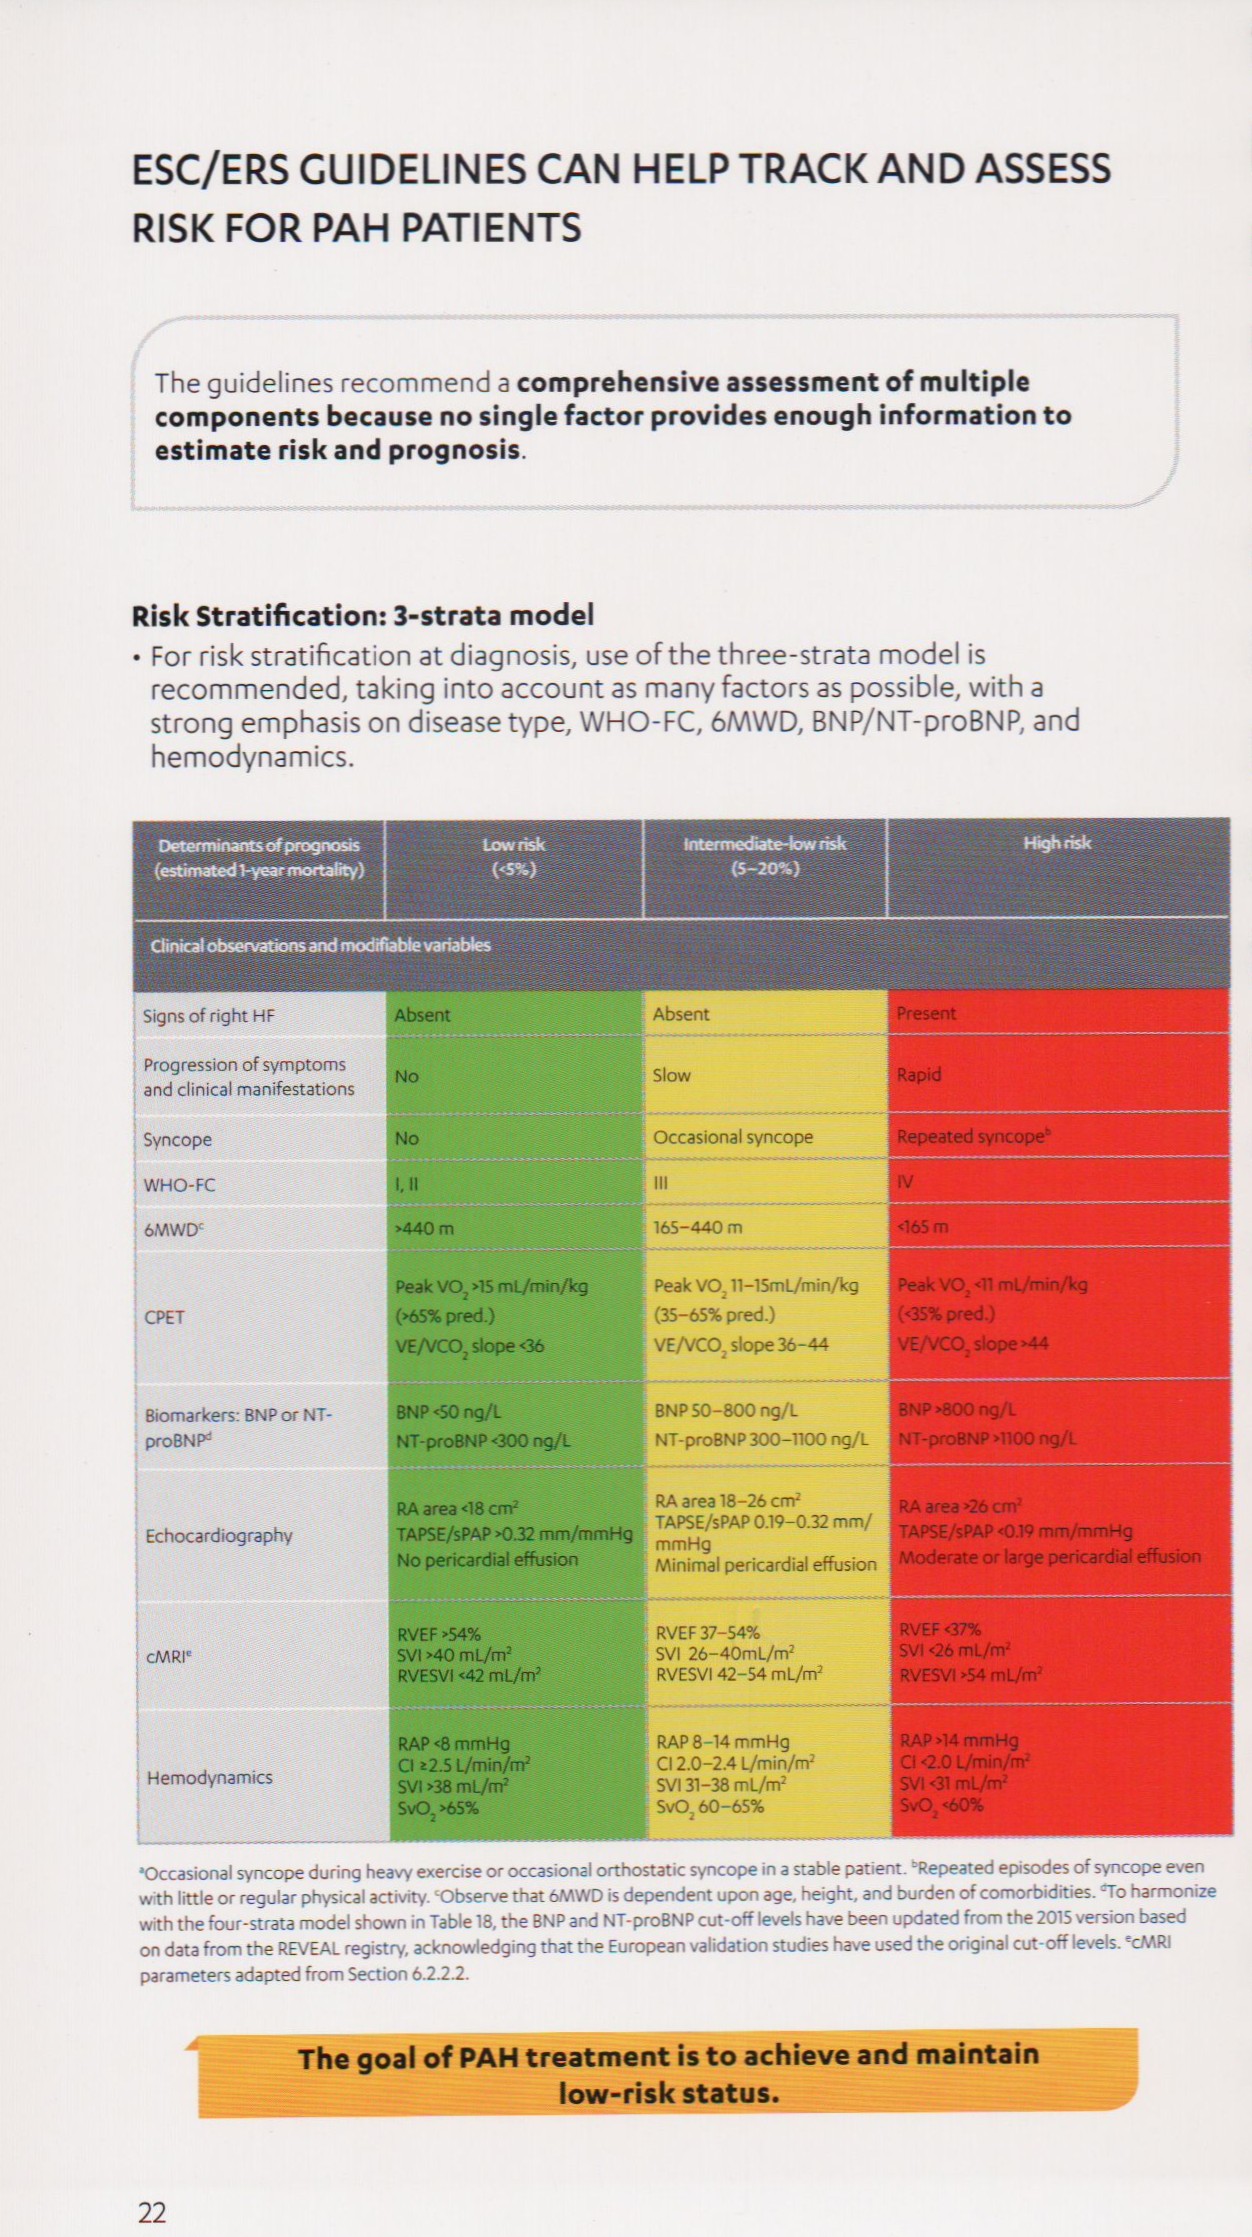 ESC/ERS GUIDELINES CAN HELP TRACK AND ASSESS
RISK FOR PAH PATIENTS
The guidelines recommend a comprehensive assessment of multiple
components because no single factor provides enough information to
estimate risk and prognosis.
Risk Stratification: 3-strata model
• For risk stratification at diagnosis, use of the three-strata model is
recommended, taking into account as many factors as possible, with a
strong emphasis on disease type, WHO-FC, 6MWD, BNP/NT-proBNP, and
hemodynamics.
Determinants of prognosis
(estimated 1-year mortality)
Low risk
(<5%)
Intermediate-low risk
(5–20%)
High risk
Clinical observations and modifiable variables
Signs of right HF
Absent
Absent
Present
Progression of symptoms
and clinical manifestations
No
Slow
Rapid
Syncope
No
Occasional syncope
Repeated syncopeᵇ
WHO-FC
I, II
III
IV
6MWDᶜ
>440 m
165–440 m
<165 m
CPET
Peak VO₂ >15 mL/min/kg
(>65% pred.)
VE/VCO₂ slope <36
Peak VO₂ 11–15mL/min/kg
(35–65% pred.)
VE/VCO₂ slope 36–44
Peak VO₂ <11 mL/min/kg
(<35% pred.)
VE/VCO₂ slope >44
Biomarkers: BNP or NT-
proBNPᵈ
BNP <50 ng/L
NT-proBNP <300 ng/L
BNP 50–800 ng/L
NT-proBNP 300–1100 ng/L
BNP >800 ng/L
NT-proBNP >1100 ng/L
Echocardiography
RA area <18 cm²
TAPSE/sPAP >0.32 mm/mmHg
No pericardial effusion
RA area 18–26 cm²
TAPSE/sPAP 0.19–0.32 mm/
mmHg
Minimal pericardial effusion
RA area >26 cm²
TAPSE/sPAP <0.19 mm/mmHg
Moderate or large pericardial effusion
cMRIᵉ
RVEF >54%
SVI >40 mL/m²
RVESVI <42 mL/m²
RVEF 37–54%
SVI 26–40mL/m²
RVESVI 42–54 mL/m²
RVEF <37%
SVI <26 mL/m²
RVESVI >54 mL/m²
Hemodynamics
RAP <8 mmHg
CI ≥2.5 L/min/m²
SVI >38 mL/m²
SvO₂ >65%
RAP 8–14 mmHg
CI 2.0–2.4 L/min/m²
SVI 31–38 mL/m²
SvO₂ 60–65%
RAP >14 mmHg
CI <2.0 L/min/m²
SVI <31 mL/m²
SvO₂ <60%
ᵃOccasional syncope during heavy exercise or occasional orthostatic syncope in a stable patient. ᵇRepeated episodes of syncope even
with little or regular physical activity. ᶜObserve that 6MWD is dependent upon age, height, and burden of comorbidities. ᵈTo harmonize
with the four-strata model shown in Table 18, the BNP and NT-proBNP cut-off levels have been updated from the 2015 version based
on data from the REVEAL registry, acknowledging that the European validation studies have used the original cut-off levels. ᵉcMRI
parameters adapted from Section 6.2.2.2.
The goal of PAH treatment is to achieve and maintain
low-risk status.
22